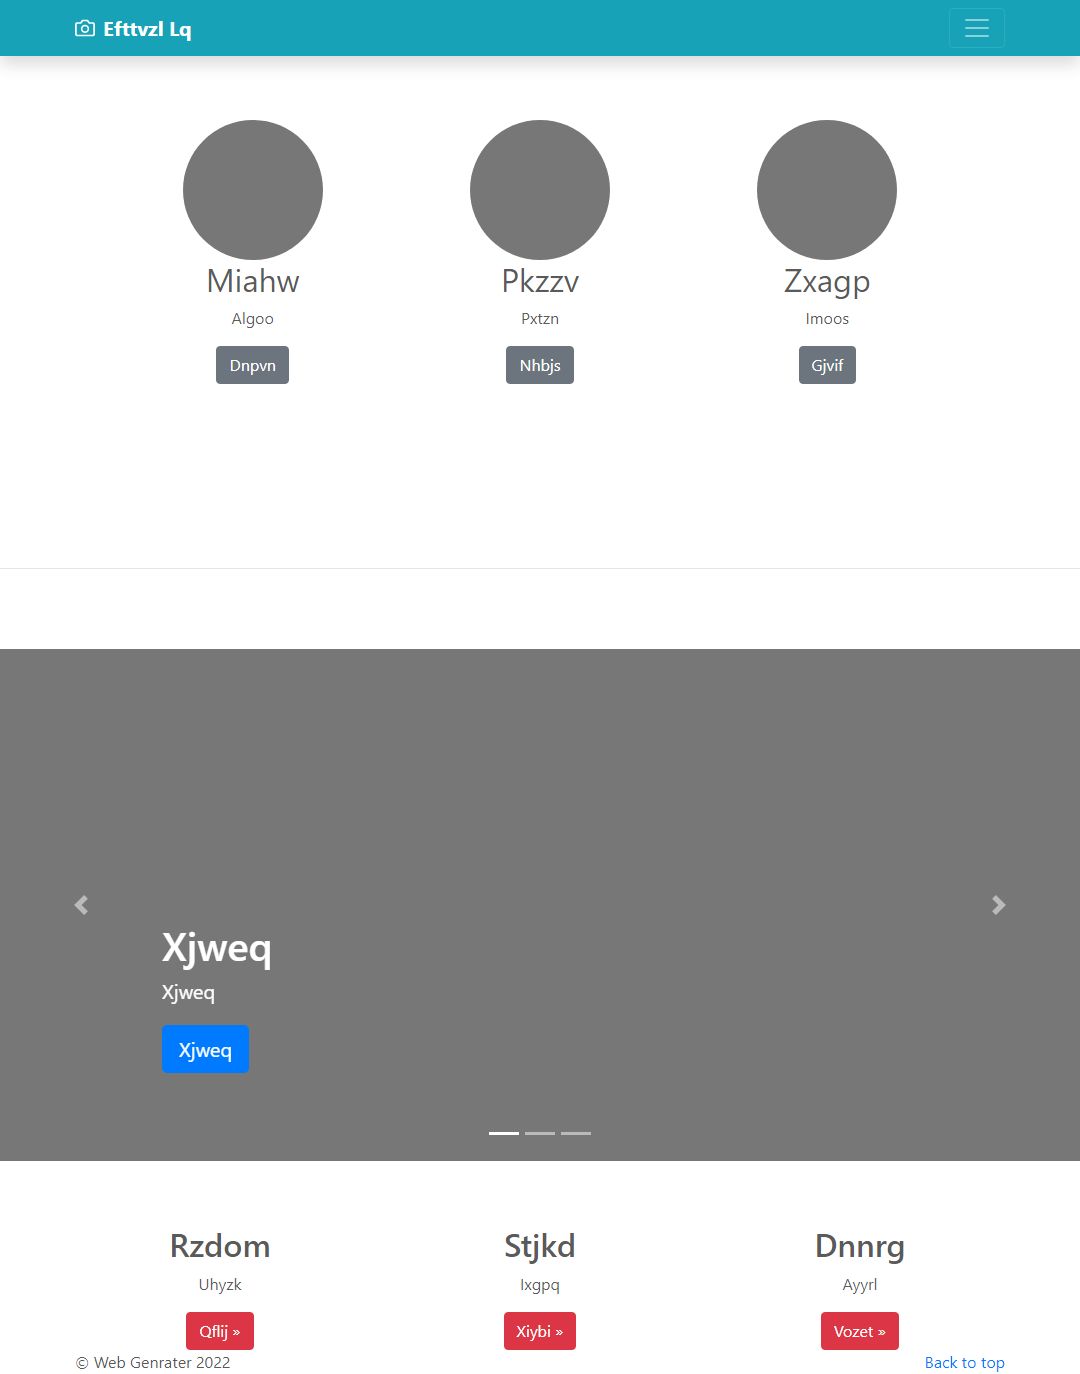 Efttvzl Lq
Miahw
Pkzzv
Zxagp
Algoo
Pxtzn
Imoos
Dnpvn
Nhbjs
Gjvif
Xjweq
Xjweq
Xjweq
Rzdom
Stjkd
Dnnrg
Uhyzk
Ixgpq
Ayyrl
Qflij »
Xiybi »
Vozet »
© Web Genrater 2022
Back to top